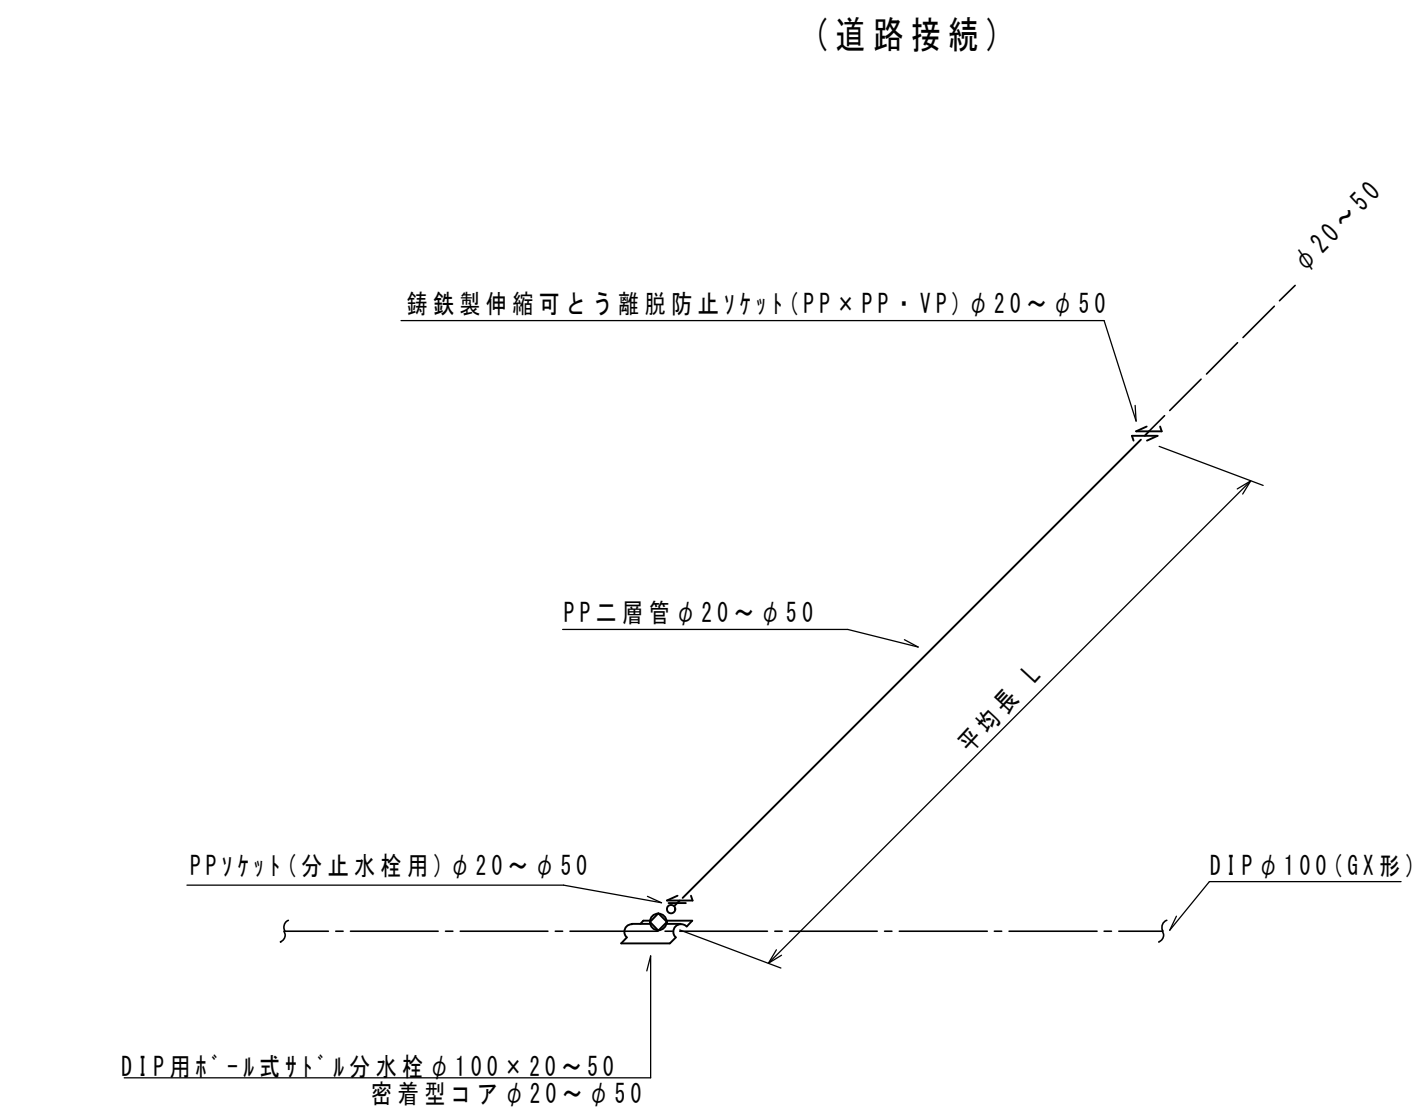 (道路接続)
φ20～50
鋳鉄製伸縮可とう離脱防止ｿｹｯﾄ(PP×PP・VP)φ20～φ50
PP二層管φ20～φ50
平均長 L
PPｿｹｯﾄ(分止水栓用)φ20～φ50
DIPφ100(GX形)
DIP用ﾎﾞｰﾙ式ｻﾄﾞﾙ分水栓φ100×20～50
密着型コアφ20～φ50